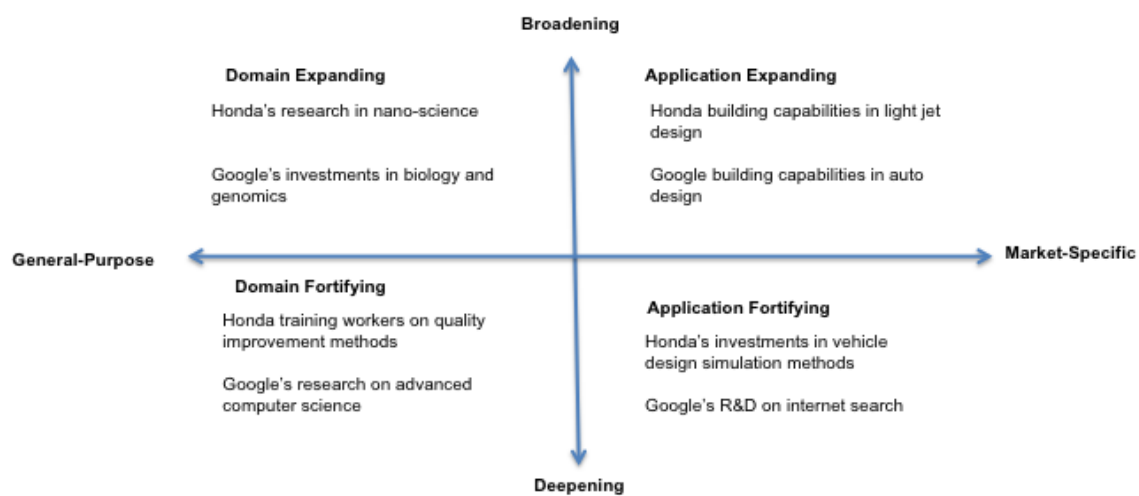 Broadening
Domain Expanding
Honda's research in nano-science
Google's investments in biology and
genomics
Application Expanding
Honda building capabilities in light jet
design
Google building capabilities in auto
design
General-Purpose
Market-Specific
Domain Fortifying
Honda training workers on quality
improvement methods
Google's research on advanced
computer science
Application Fortifying
Honda's investments in vehicle
design simulation methods
Google's R&D on internet search
Deepening